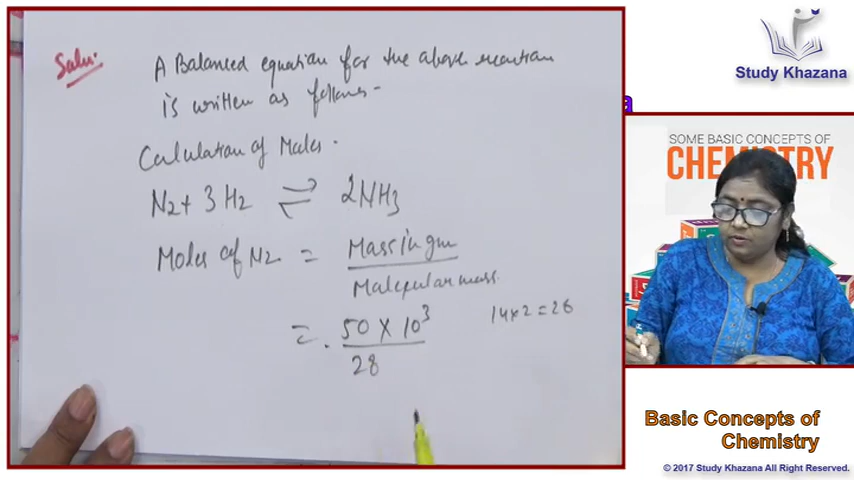 Soln.
A Balanced equation for the above reaction
is written as follows-
Calculation of Moles.
N2+ 3H2 ⇌ 2NH3
Moles of N2 = Mass in gm
Molecular mass.
= 50 X 10³
28
14x2=28
Study Khazana
a
SOME BASIC CONCEPTS OF
CHEMISTRY
Basic Concepts of
Chemistry
© 2017 Study Khazana All Right Reserved.